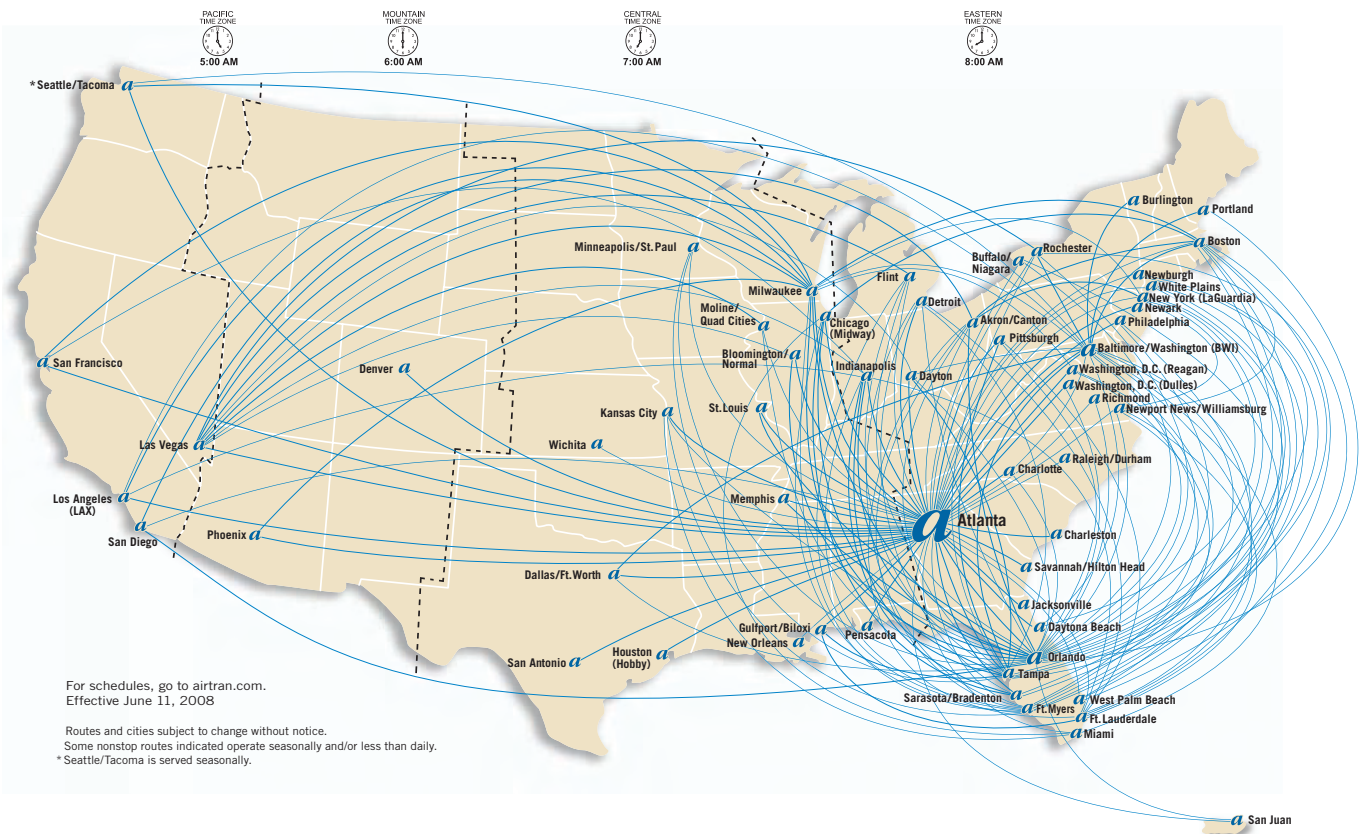 PACIFIC
TIME ZONE
5:00 AM
MOUNTAIN
TIME ZONE
6:00 AM
CENTRAL
TIME ZONE
7:00 AM
EASTERN
TIME ZONE
8:00 AM
*Seattle/Tacoma
Burlington
Portland
Minneapolis/St. Paul
Boston
Rochester
Buffalo/
Niagara
Flint
Newburgh
White Plains
Milwaukee
New York (LaGuardia)
Detroit
Newark
Moline/
Quad Cities
Chicago
(Midway)
Akron/Canton
Philadelphia
Pittsburgh
Baltimore/Washington (BWI)
Bloomington/
Normal
San Francisco
Denver
Indianapolis
Dayton
Washington, D.C. (Reagan)
Washington, D.C. (Dulles)
Richmond
Kansas City
St. Louis
Newport News/Williamsburg
Las Vegas
Wichita
Raleigh/Durham
Charlotte
Los Angeles
(LAX)
Memphis
a Atlanta
San Diego
Phoenix
Charleston
Dallas/Ft. Worth
Savannah/Hilton Head
Jacksonville
Gulfport/Biloxi
Pensacola
Daytona Beach
New Orleans
Houston
(Hobby)
San Antonio
Orlando
Tampa
Sarasota/Bradenton
West Palm Beach
Ft. Myers
Ft. Lauderdale
Miami
San Juan
For schedules, go to airtran.com.
Effective June 11, 2008
Routes and cities subject to change without notice.
Some nonstop routes indicated operate seasonally and/or less than daily.
* Seattle/Tacoma is served seasonally.